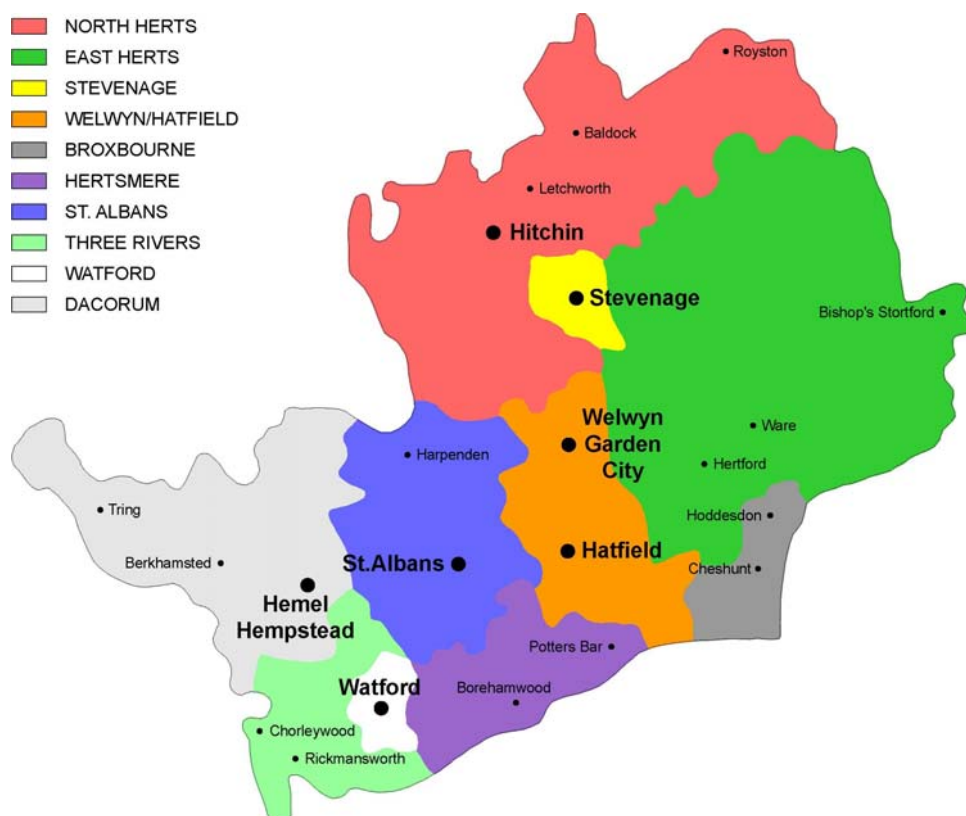 NORTH HERTS
EAST HERTS
STEVENAGE
WELWYN/HATFIELD
BROXBOURNE
HERTSMERE
ST. ALBANS
THREE RIVERS
WATFORD
DACORUM
Royston
Baldock
Letchworth
Hitchin
Stevenage
Bishop's Stortford
Welwyn
Garden
City
Ware
Hertford
Harpenden
Tring
Hoddesdon
Berkhamsted
St.Albans
Hatfield
Cheshunt
Hemel
Hempstead
Potters Bar
Watford
Borehamwood
Chorleywood
Rickmansworth